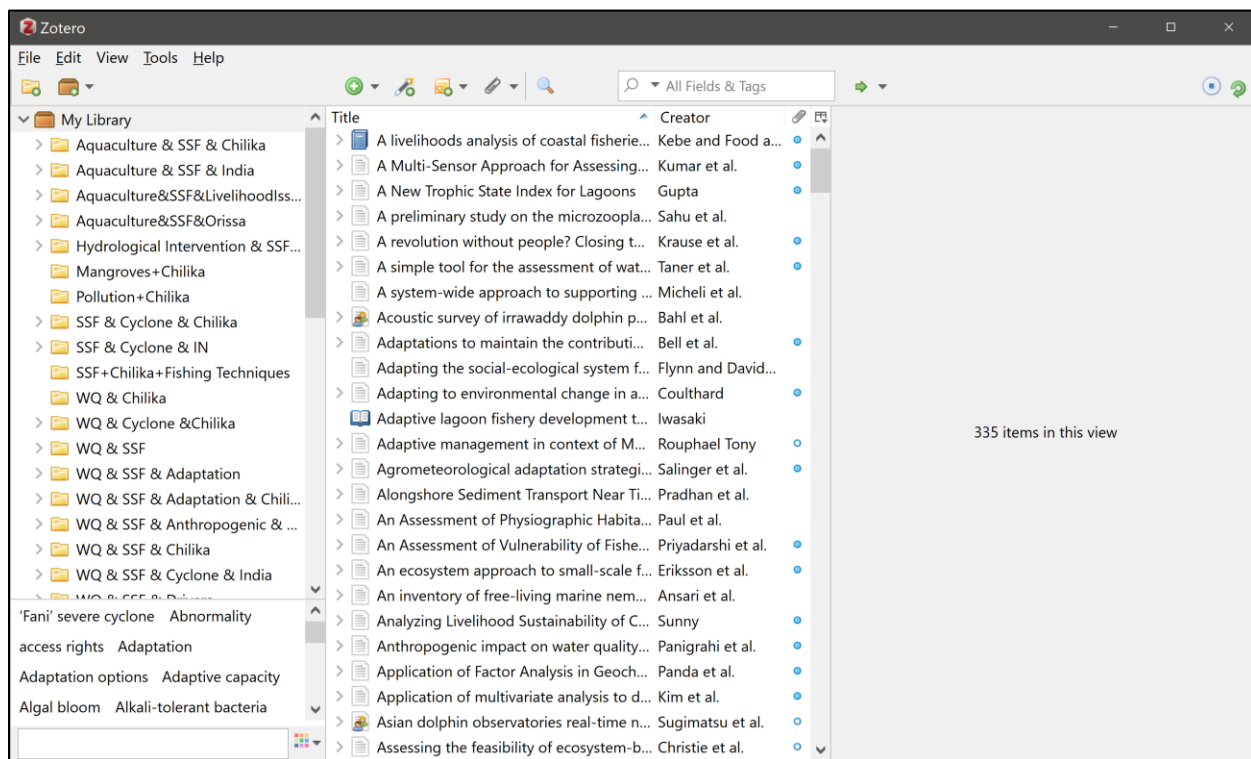 Zotero
File Edit View Tools Help
All Fields & Tags
My Library
Aquaculture & SSF & Chilika
Aquaculture & SSF & India
Aquaculture&SSF&LivelihoodIss...
Aquaculture&SSF&Orissa
Hydrological Intervention & SSF...
Mangroves+Chilika
Pollution+Chilika
SSF & Cyclone & Chilika
SSF & Cyclone & IN
SSF+Chilika+Fishing Techniques
WQ & Chilika
WQ & Cyclone &Chilika
WQ & SSF
WQ & SSF & Adaptation
WQ & SSF & Adaptation & Chili...
WQ & SSF & Anthropogenic & ...
WQ & SSF & Chilika
WQ & SSF & Cyclone & India
WQ & SSF & Drivers
'Fani' severe cyclone Abnormality
access rights Adaptation
Adaptation options Adaptive capacity
Algal bloom Alkali-tolerant bacteria
Title Creator
A livelihoods analysis of coastal fisherie... Kebe and Food a...
A Multi-Sensor Approach for Assessing... Kumar et al.
A New Trophic State Index for Lagoons Gupta
A preliminary study on the microzoopla... Sahu et al.
A revolution without people? Closing t... Krause et al.
A simple tool for the assessment of wat... Taner et al.
A system-wide approach to supporting ... Micheli et al.
Acoustic survey of irrawaddy dolphin p... Bahl et al.
Adaptations to maintain the contributi... Bell et al.
Adapting the social-ecological system f... Flynn and David...
Adapting to environmental change in a... Coulthard
Adaptive lagoon fishery development t... Iwasaki
Adaptive management in context of M... Rouphael Tony
Agrometeorological adaptation strategi... Salinger et al.
Alongshore Sediment Transport Near Ti... Pradhan et al.
An Assessment of Physiographic Habita... Paul et al.
An Assessment of Vulnerability of Fishe... Priyadarshi et al.
An ecosystem approach to small-scale f... Eriksson et al.
An inventory of free-living marine nem... Ansari et al.
Analyzing Livelihood Sustainability of C... Sunny
Anthropogenic impact on water quality... Panigrahi et al.
Application of Factor Analysis in Geoch... Panda et al.
Application of multivariate analysis to d... Kim et al.
Asian dolphin observatories real-time n... Sugimatsu et al.
Assessing the feasibility of ecosystem-b... Christie et al.
335 items in this view